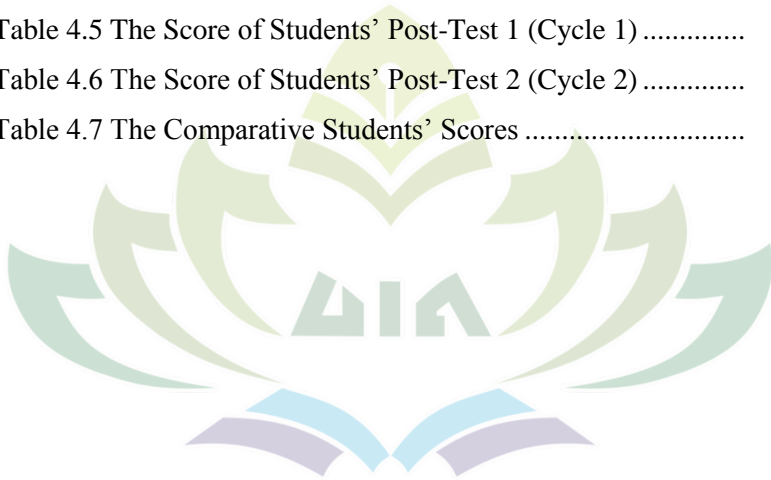 Table 4.5 The Score of Students’ Post-Test 1 (Cycle 1) ..............
Table 4.6 The Score of Students’ Post-Test 2 (Cycle 2) ..............
Table 4.7 The Comparative Students’ Scores ..............................
UIN